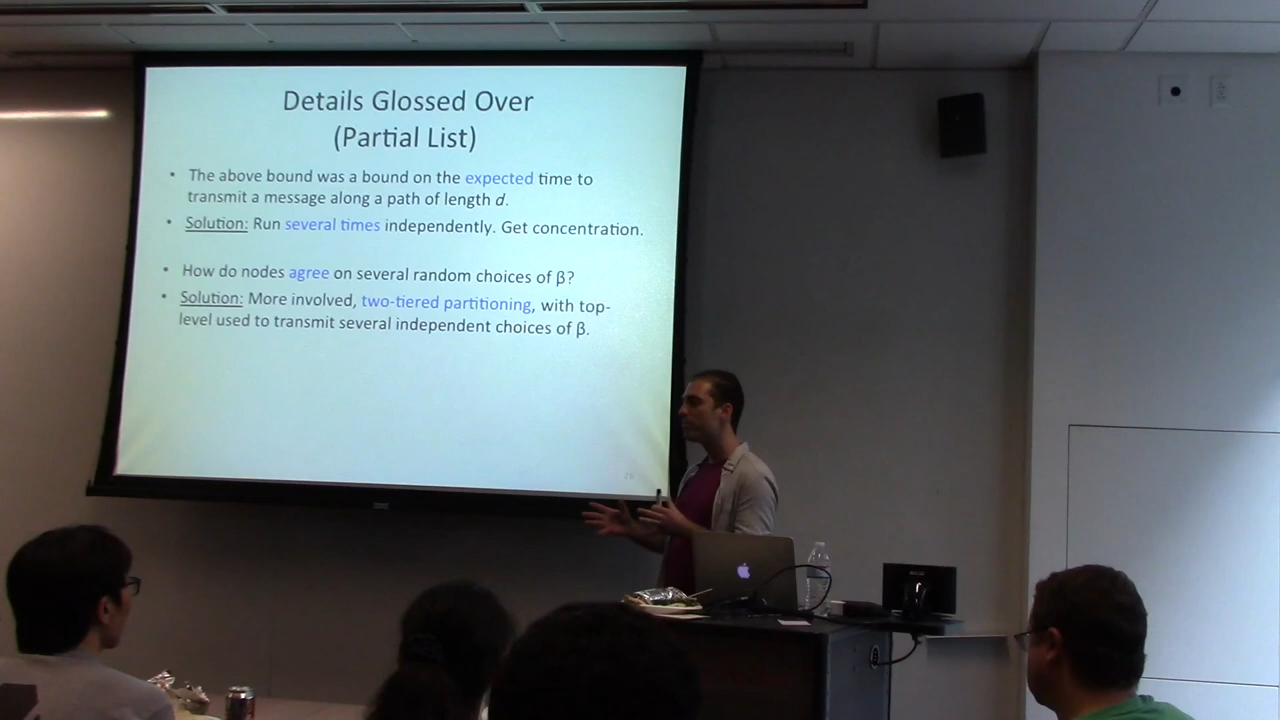 Details Glossed Over
(Partial List)
• The above bound was a bound on the expected time to
transmit a message along a path of length d.
• Solution: Run several times independently. Get concentration.
• How do nodes agree on several random choices of β?
• Solution: More involved, two-tiered partitioning, with top-
level used to transmit several independent choices of β.